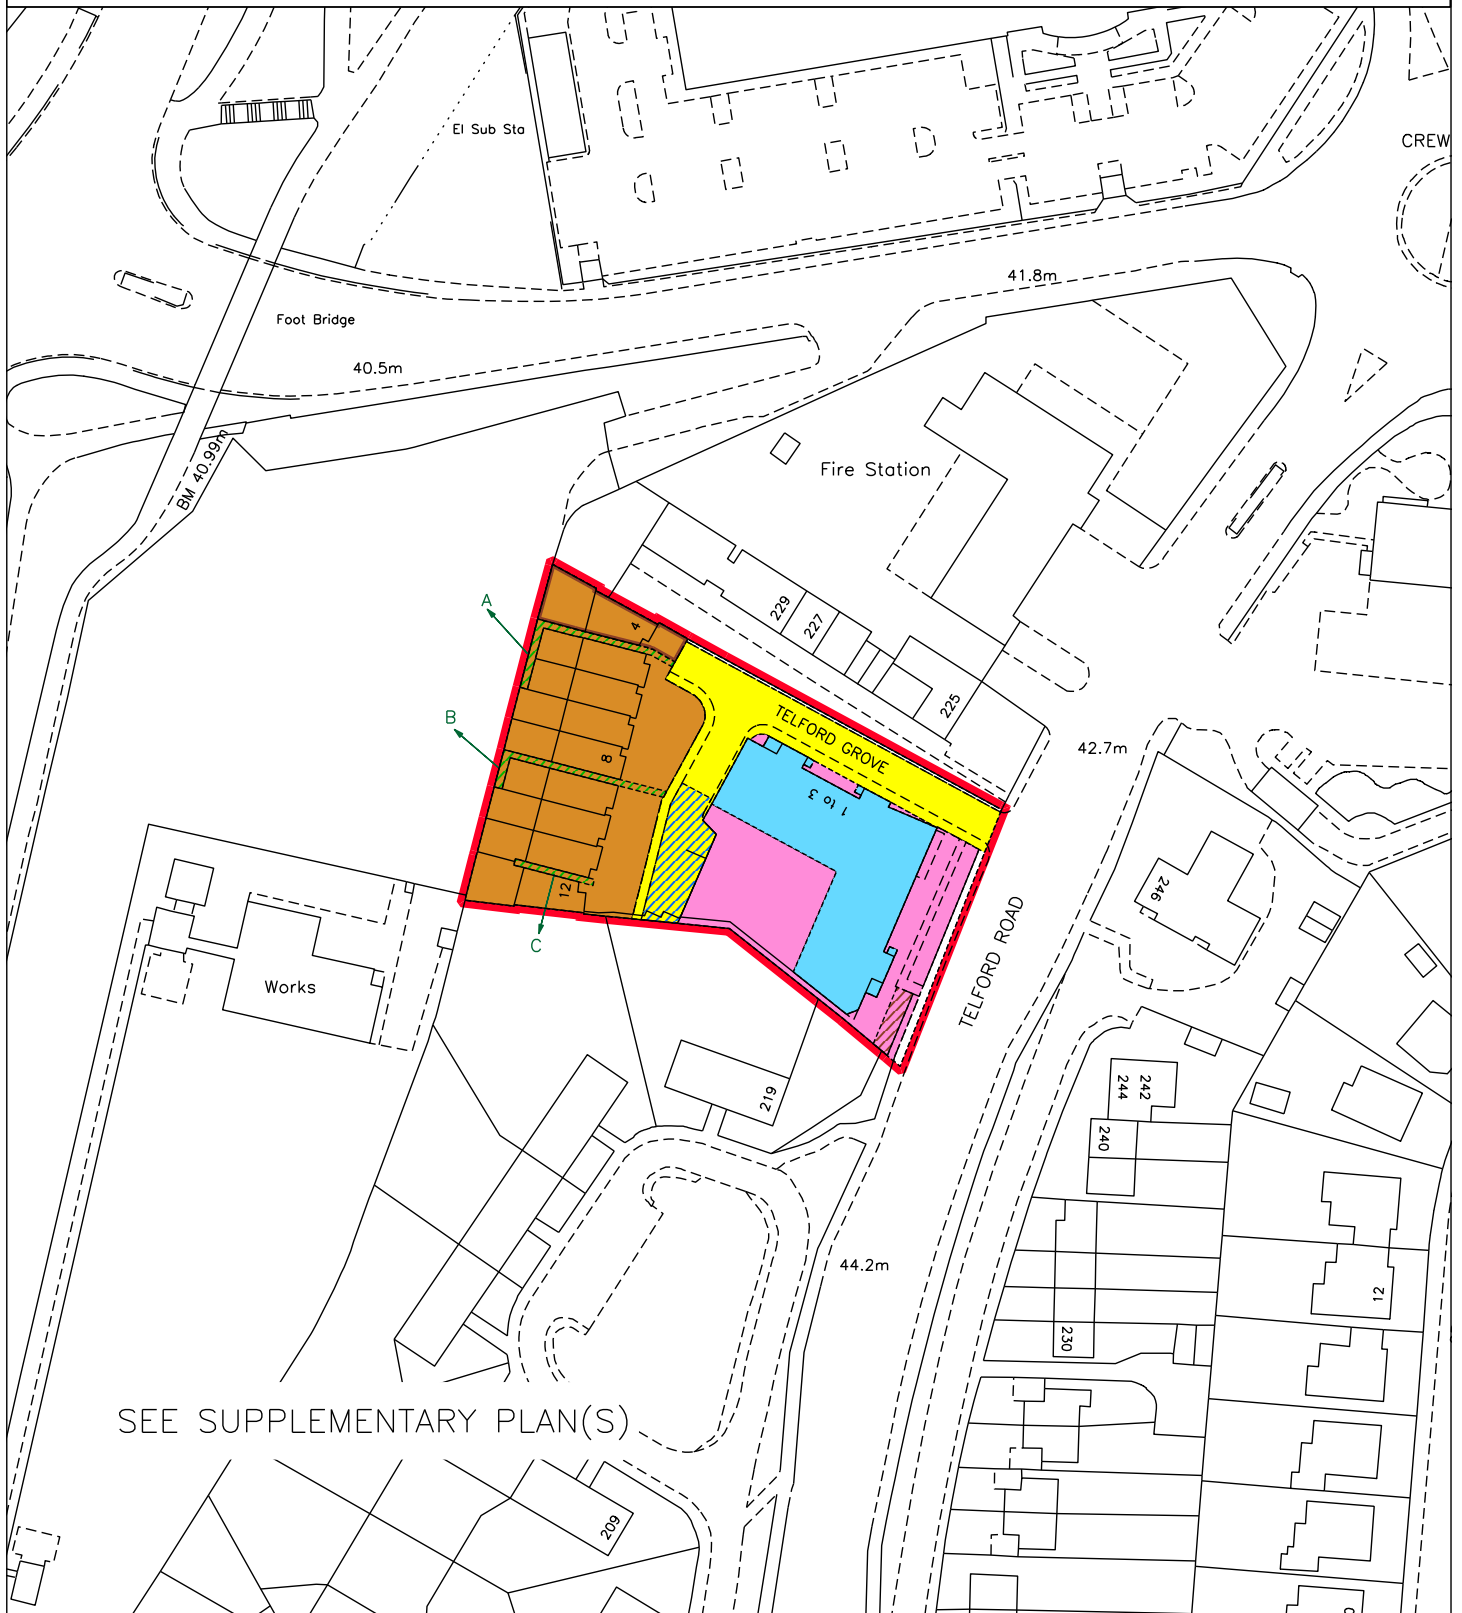 El Sub Sta
CREW
41.8m
Foot Bridge
40.5m
BM 40.99m
Fire Station
A
4
229
227
225
B
TELFORD GROVE
42.7m
8
1 to 3
246
12
C
TELFORD ROAD
Works
219
242
244
240
44.2m
12
230
SEE SUPPLEMENTARY PLAN(S)
209